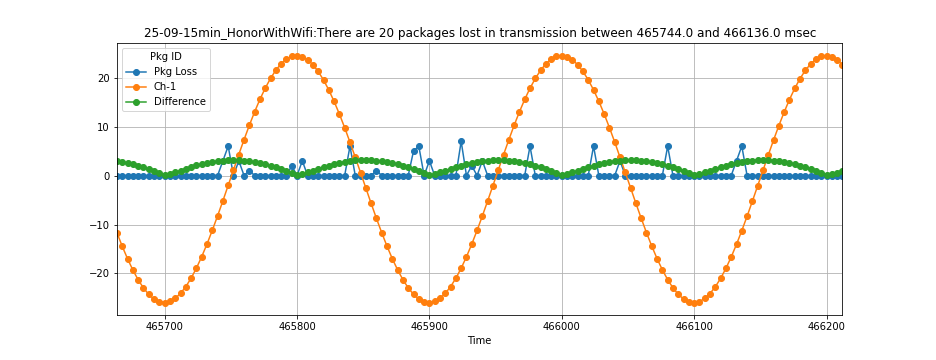 25-09-15min_HonorWithWifi:There are 20 packages lost in transmission between 465744.0 and 466136.0 msec
Pkg ID
Pkg Loss
Ch-1
Difference
20
10
0
−10
−20
465700 465800 465900 466000 466100 466200
Time